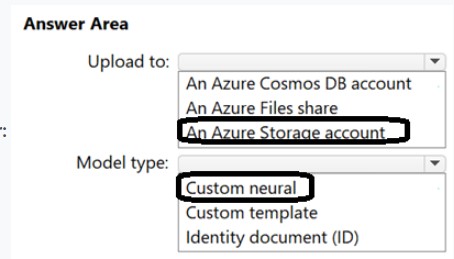 Answer Area
Upload to:
An Azure Cosmos DB account
An Azure Files share
An Azure Storage account
Model type:
Custom neural
Custom template
Identity document (ID)